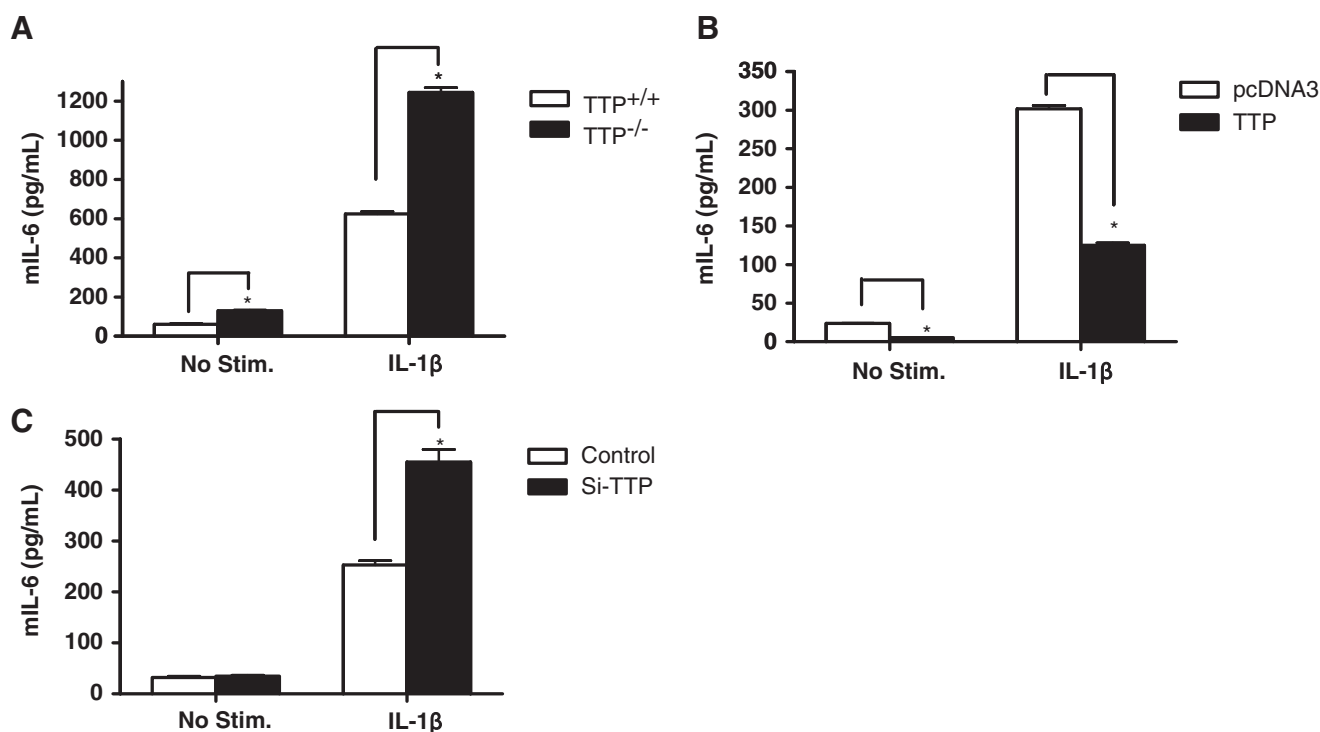 A
mIL-6 (pg/mL)
1200
1000
800
600
400
200
0
*
*
No Stim.
IL-1β
TTP+/+
TTP-/-
B
mIL-6 (pg/mL)
350
300
250
200
150
100
50
0
*
*
No Stim.
IL-1β
pcDNA3
TTP
C
mIL-6 (pg/mL)
500
400
300
200
100
0
*
No Stim.
IL-1β
Control
Si-TTP